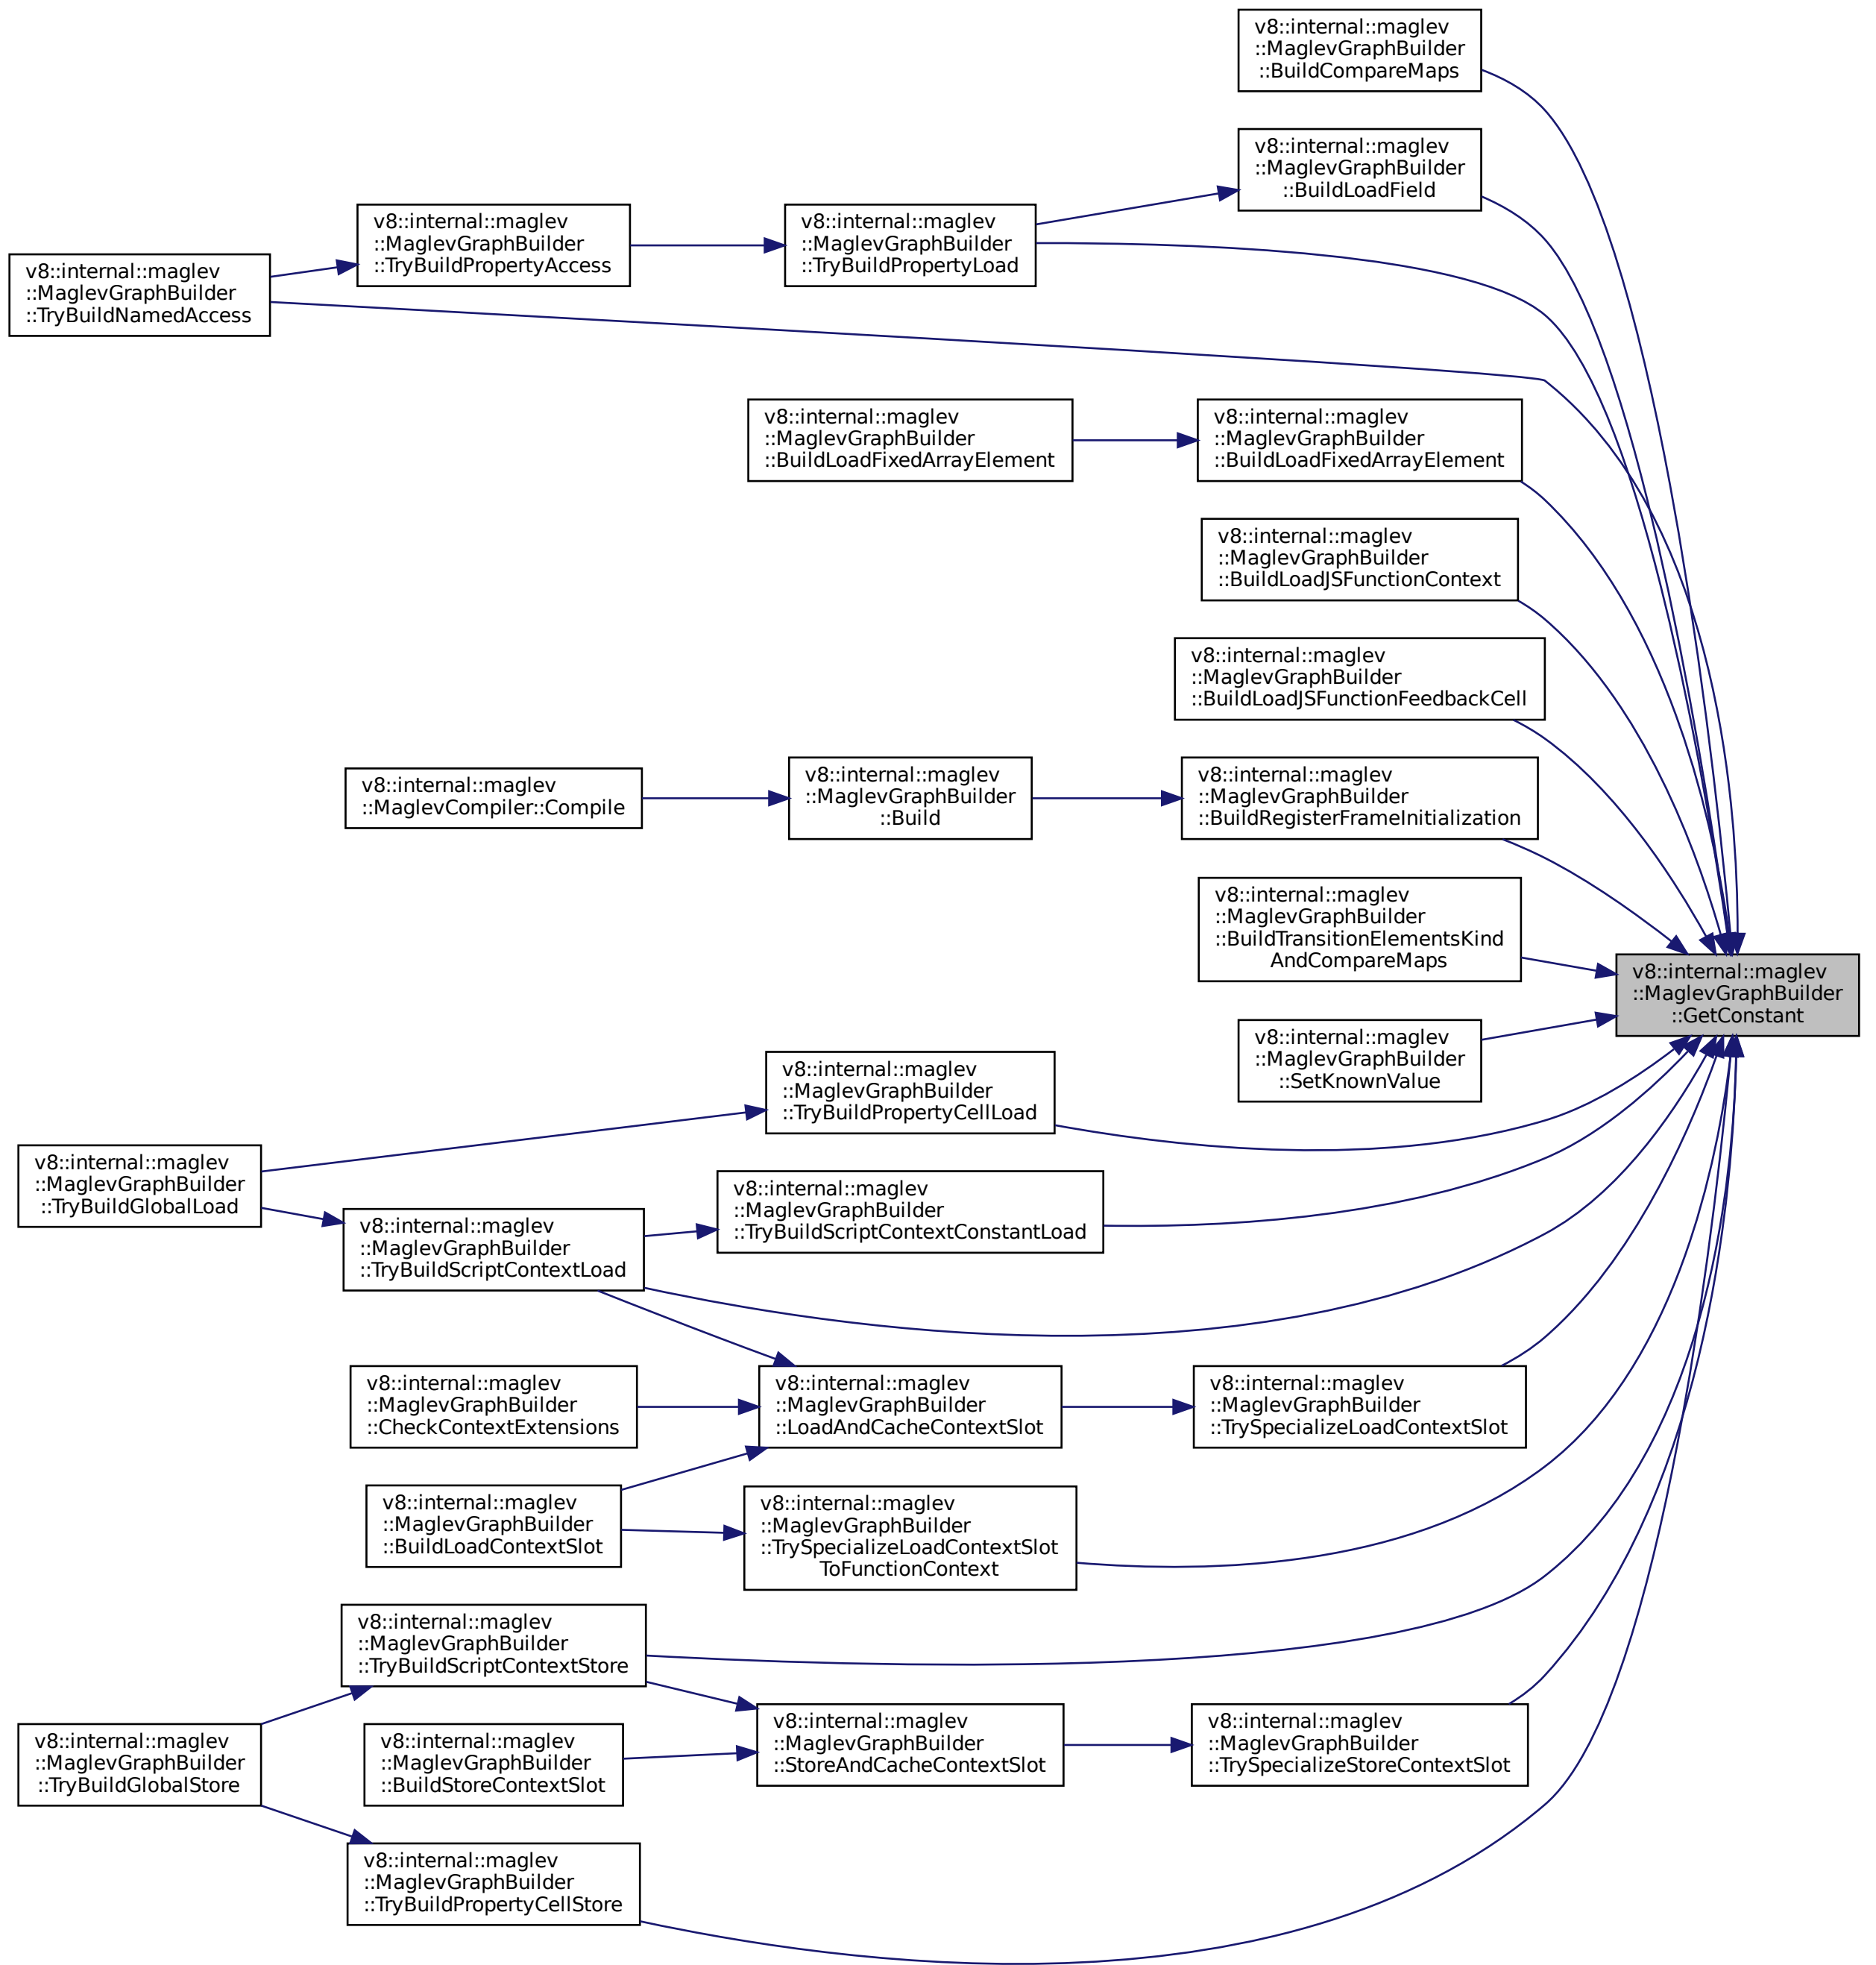 v8::internal::maglev
::MaglevGraphBuilder
::BuildCompareMaps
v8::internal::maglev
::MaglevGraphBuilder
::BuildLoadField
v8::internal::maglev
::MaglevGraphBuilder
::TryBuildPropertyLoad
v8::internal::maglev
::MaglevGraphBuilder
::TryBuildPropertyAccess
v8::internal::maglev
::MaglevGraphBuilder
::TryBuildNamedAccess
v8::internal::maglev
::MaglevGraphBuilder
::BuildLoadFixedArrayElement
v8::internal::maglev
::MaglevGraphBuilder
::BuildLoadFixedArrayElement
v8::internal::maglev
::MaglevGraphBuilder
::BuildLoadJSFunctionContext
v8::internal::maglev
::MaglevGraphBuilder
::BuildLoadJSFunctionFeedbackCell
v8::internal::maglev
::MaglevCompiler::Compile
v8::internal::maglev
::MaglevGraphBuilder
::Build
v8::internal::maglev
::MaglevGraphBuilder
::BuildRegisterFrameInitialization
v8::internal::maglev
::MaglevGraphBuilder
::BuildTransitionElementsKind
AndCompareMaps
v8::internal::maglev
::MaglevGraphBuilder
::GetConstant
v8::internal::maglev
::MaglevGraphBuilder
::SetKnownValue
v8::internal::maglev
::MaglevGraphBuilder
::TryBuildPropertyCellLoad
v8::internal::maglev
::MaglevGraphBuilder
::TryBuildGlobalLoad
v8::internal::maglev
::MaglevGraphBuilder
::TryBuildScriptContextConstantLoad
v8::internal::maglev
::MaglevGraphBuilder
::TryBuildScriptContextLoad
v8::internal::maglev
::MaglevGraphBuilder
::CheckContextExtensions
v8::internal::maglev
::MaglevGraphBuilder
::LoadAndCacheContextSlot
v8::internal::maglev
::MaglevGraphBuilder
::TrySpecializeLoadContextSlot
v8::internal::maglev
::MaglevGraphBuilder
::BuildLoadContextSlot
v8::internal::maglev
::MaglevGraphBuilder
::TrySpecializeLoadContextSlot
ToFunctionContext
v8::internal::maglev
::MaglevGraphBuilder
::TryBuildScriptContextStore
v8::internal::maglev
::MaglevGraphBuilder
::TryBuildGlobalStore
v8::internal::maglev
::MaglevGraphBuilder
::BuildStoreContextSlot
v8::internal::maglev
::MaglevGraphBuilder
::StoreAndCacheContextSlot
v8::internal::maglev
::MaglevGraphBuilder
::TrySpecializeStoreContextSlot
v8::internal::maglev
::MaglevGraphBuilder
::TryBuildPropertyCellStore